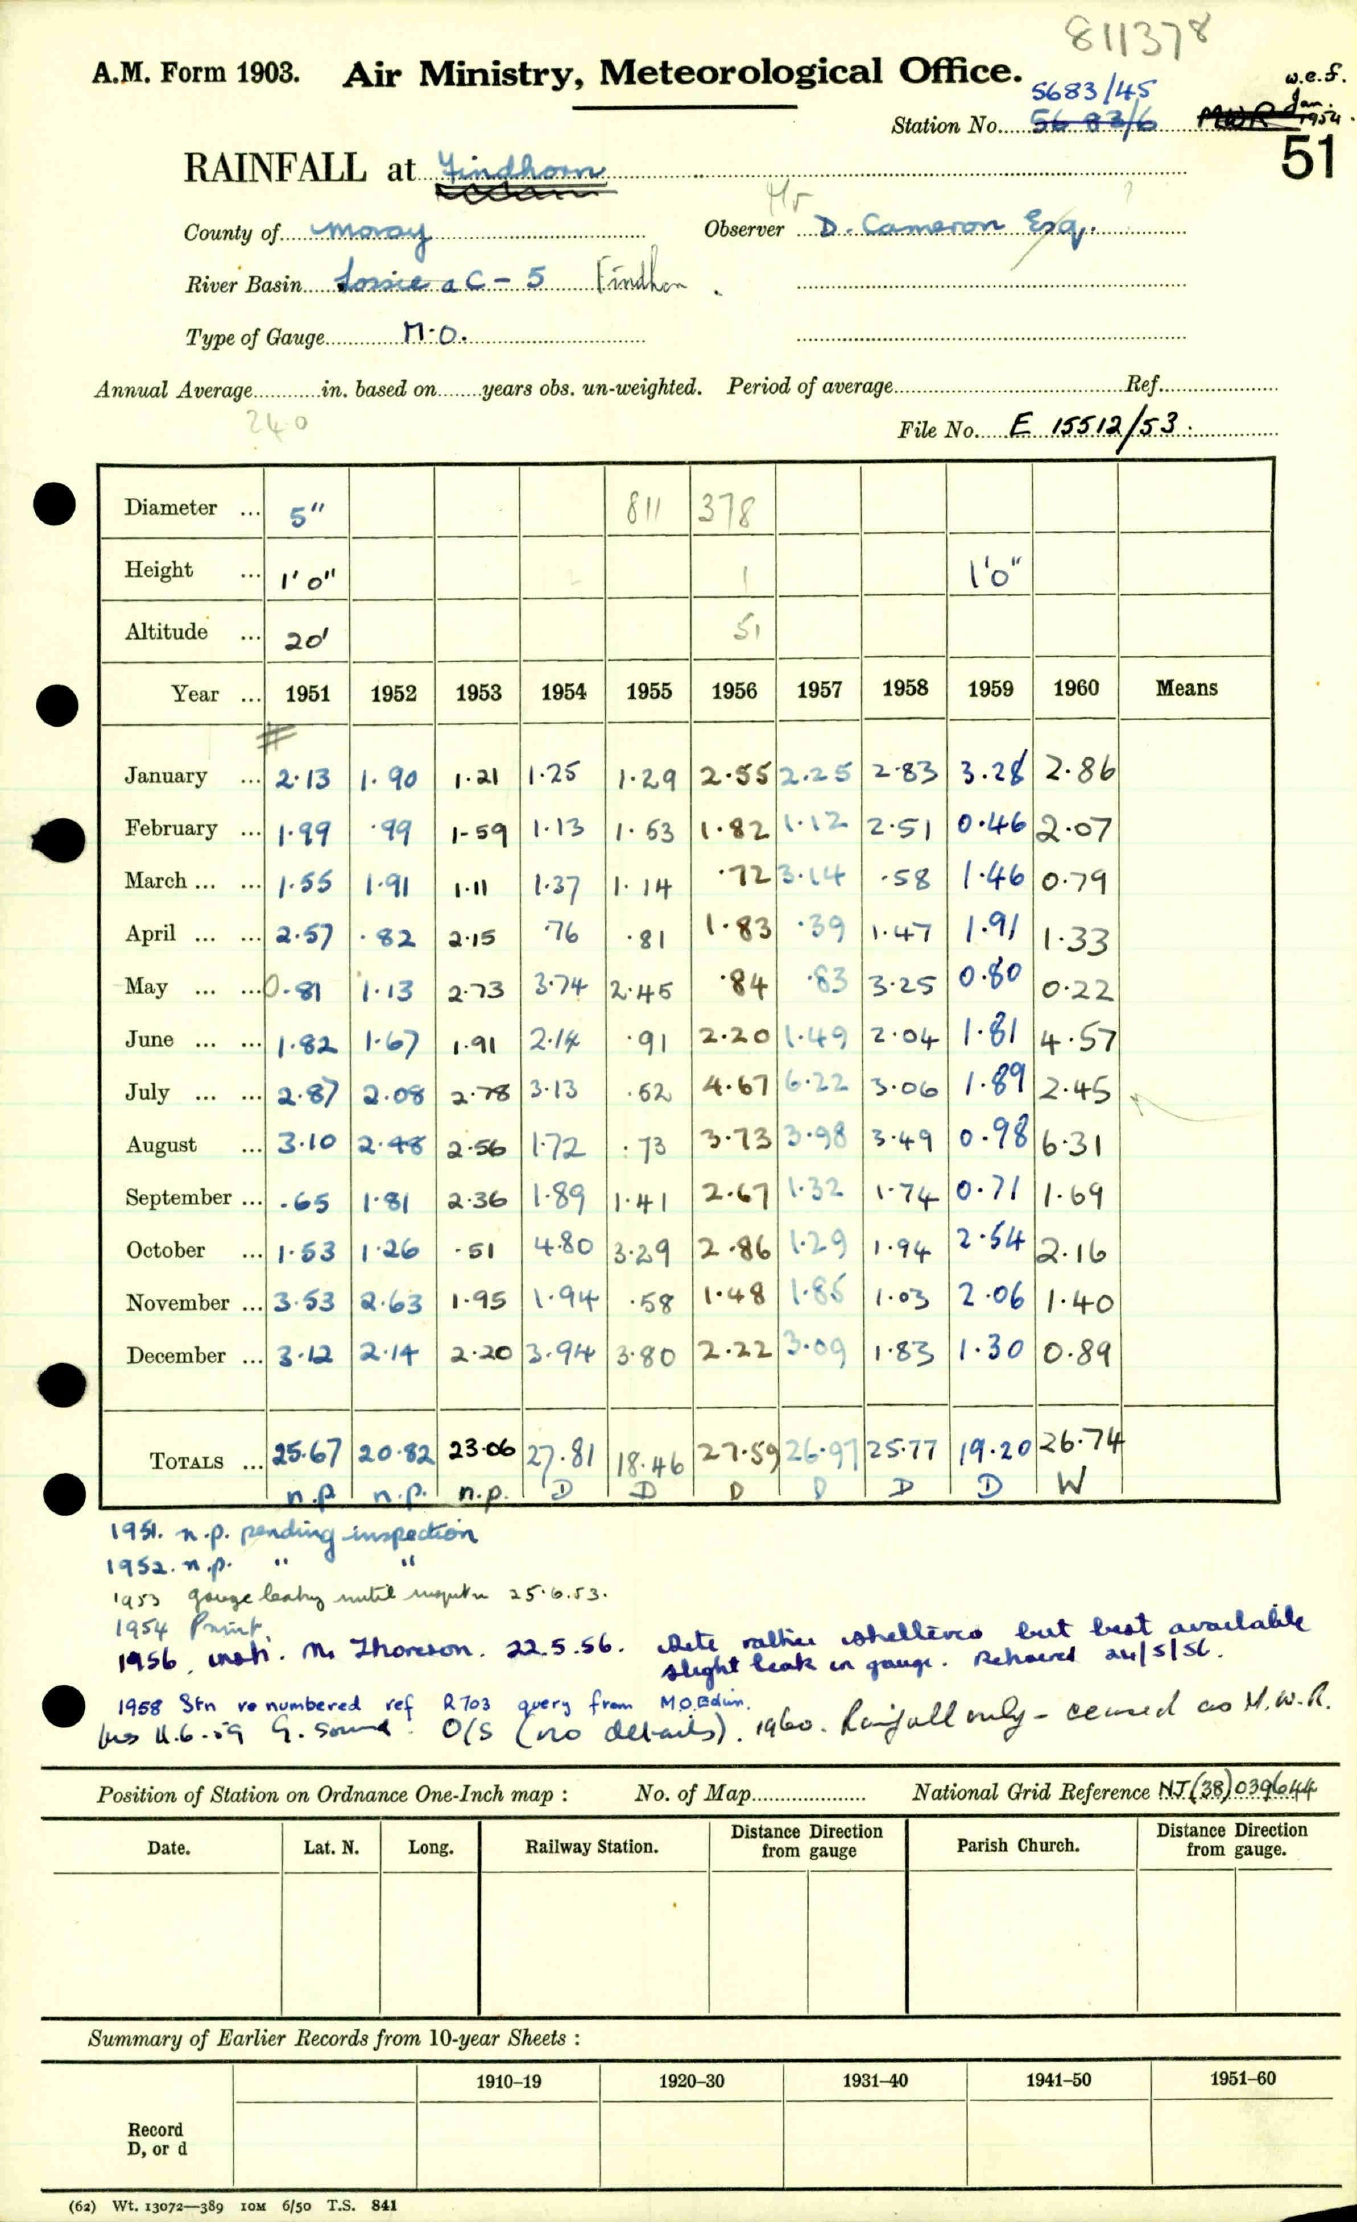 811378
A.M. Form 1903. Air Ministry, Meteorological Office.
w.e.f. Jan. 1954.
5683/45
Station No. 5683/6 MWR
51
RAINFALL at Findhorn
County of Moray Observer Mr D. Cameron Esq. ?
River Basin Lossie a C - 5 Findhorn
Type of Gauge M.O.
Annual Average in. based on years obs. un-weighted. Period of average Ref.
240
File No. E 15512/53
Diameter ... 5" 811 378
Height ... 1' 0" 1 1'0"
Altitude ... 20' 51
Year ... 1951 1952 1953 1954 1955 1956 1957 1958 1959 1960 Means
January ... 2.13 1.90 1.21 1.25 1.29 2.55 2.25 2.83 3.28 2.86
February ... 1.99 .99 1.59 1.13 1.53 1.82 1.12 2.51 0.46 2.07
March ... ... 1.55 1.91 1.11 1.37 1.14 .72 3.14 .58 1.46 0.79
April ... ... 2.57 .82 2.15 .76 .81 1.83 .39 1.47 1.91 1.33
May ... ... 0.81 1.13 2.73 3.74 2.45 .84 .83 3.25 0.80 0.22
June ... ... 1.82 1.67 1.91 2.14 .91 2.20 1.49 2.04 1.81 4.57
July ... ... 2.87 2.08 2.78 3.13 .52 4.67 6.22 3.06 1.89 2.45
August ... 3.10 2.48 2.56 1.72 .73 3.73 3.98 3.49 0.98 6.31
September ... .65 1.81 2.36 1.89 1.41 2.67 1.32 1.74 0.71 1.69
October ... 1.53 1.26 .51 4.80 3.29 2.86 1.29 1.94 2.54 2.16
November ... 3.53 2.63 1.95 1.94 .58 1.48 1.85 1.03 2.06 1.40
December ... 3.12 2.14 2.20 3.94 3.80 2.22 3.09 1.83 1.30 0.89
TOTALS ... 25.67 20.82 23.06 27.81 18.46 27.59 26.97 25.77 19.20 26.74
n.p n.p. n.p. D D D D D D W
1951. n.p. pending inspection
1952. n.p. " "
1953 gauge leaky until 25.6.53.
1954 Print.
1956. insp. M. Thoreson. 22.5.56. Site rather sheltered but best available
slight leak in gauge. 24/5/56.
1958 Stn renumbered ref R703 query from M.O. Edin.
Ins 11.6.59 G. Sound. O/S (no details). 1960. Rainfall only - ceased as M.W.R.
Position of Station on Ordnance One-Inch map : No. of Map National Grid Reference NJ(38)039644
Date. Lat. N. Long. Railway Station. Distance from gauge Direction Parish Church. Distance from gauge. Direction
Summary of Earlier Records from 10-year Sheets :
1910–19 1920–30 1931–40 1941–50 1951–60
Record
D, or d
(62) Wt. 13072—389 10M 6/50 T.S. 841